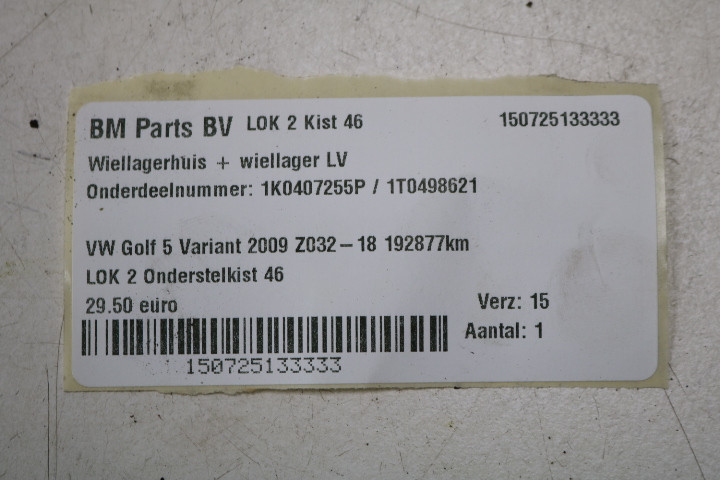 BM Parts BV LOK 2 Kist 46 150725133333
Wiellagerhuis + wiellager LV
Onderdeelnummer: 1K0407255P / 1T0498621
VW Golf 5 Variant 2009 Z032-18 192877km
LOK 2 Onderstelkist 46
29.50 euro Verz: 15
Aantal: 1
150725133333